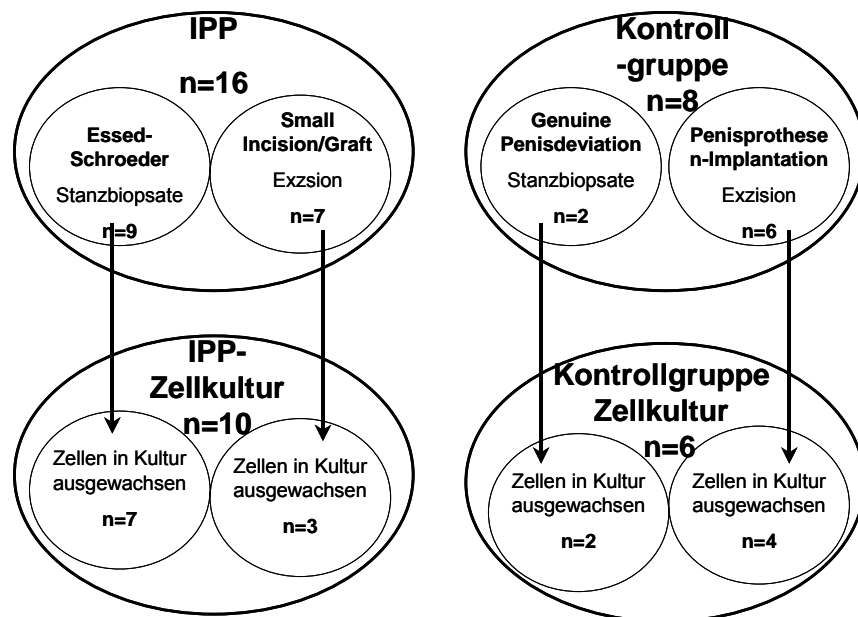 IPP
n=16
Essed-
Schroeder
Stanzbiopsate
n=9
Small
Incision/Graft
Exzsion
n=7
Kontroll
-gruppe
n=8
Genuine
Penisdeviation
Stanzbiopsate
n=2
Penisprothese
n-Implantation
Exzision
n=6
IPP-
Zellkultur
n=10
Zellen in Kultur
ausgewachsen
n=7
Zellen in Kultur
ausgewachsen
n=3
Kontrollgruppe
Zellkultur
n=6
Zellen in Kultur
ausgewachsen
n=2
Zellen in Kultur
ausgewachsen
n=4